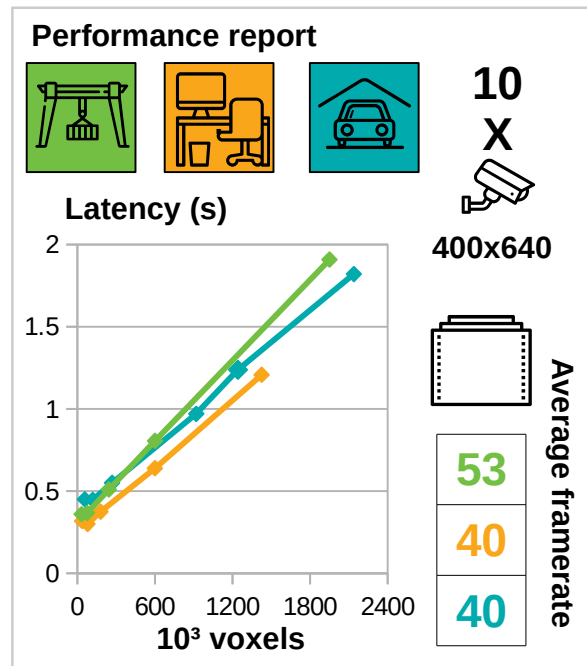 Performance report
10
X
400x640
Latency (s)
2
1.5
1
0.5
0
0 600 1200 1800 2400
10³ voxels
Average framerate
53
40
40